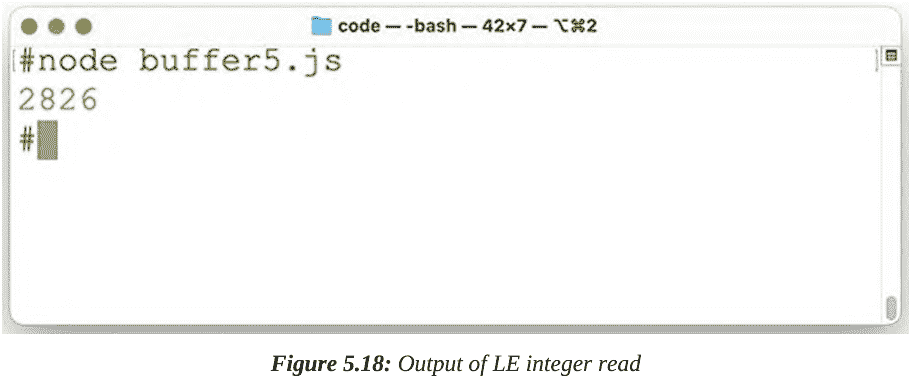 code — -bash — 42×7 — ⌥⌘2
#node buffer5.js
2826
#
Figure 5.18: Output of LE integer read